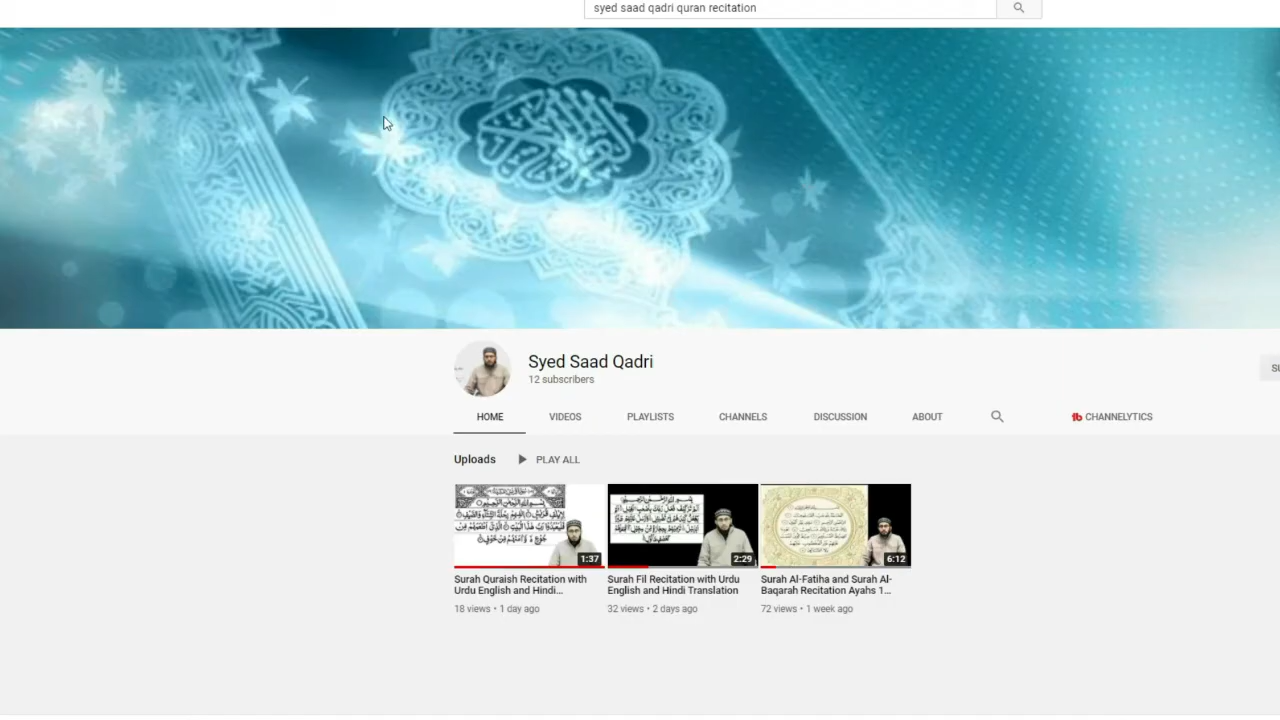 syed saad qadri quran recitation
Syed Saad Qadri
12 subscribers
HOME
VIDEOS
PLAYLISTS
CHANNELS
DISCUSSION
ABOUT
CHANNELYTICS
Uploads
PLAY ALL
1:37
2:29
6:12
Surah Quraish Recitation with
Urdu English and Hindi...
18 views • 1 day ago
Surah Fil Recitation with Urdu
English and Hindi Translation
32 views • 2 days ago
Surah Al-Fatiha and Surah Al-
Baqarah Recitation Ayahs 1...
72 views • 1 week ago